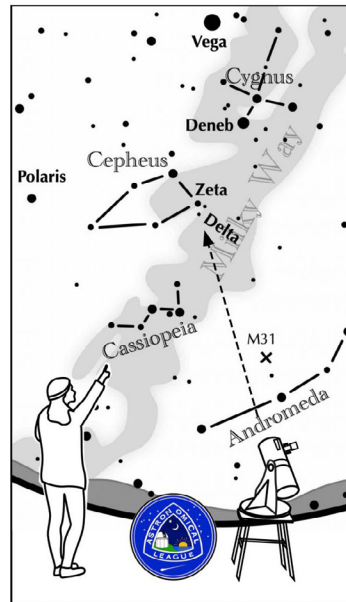 Vega
Cygnus
Deneb
Cepheus
Polaris
Zeta
Delta
Milky Way
M31
Cassiopeia
Andromeda
ASTRONOMICAL
LEAGUE